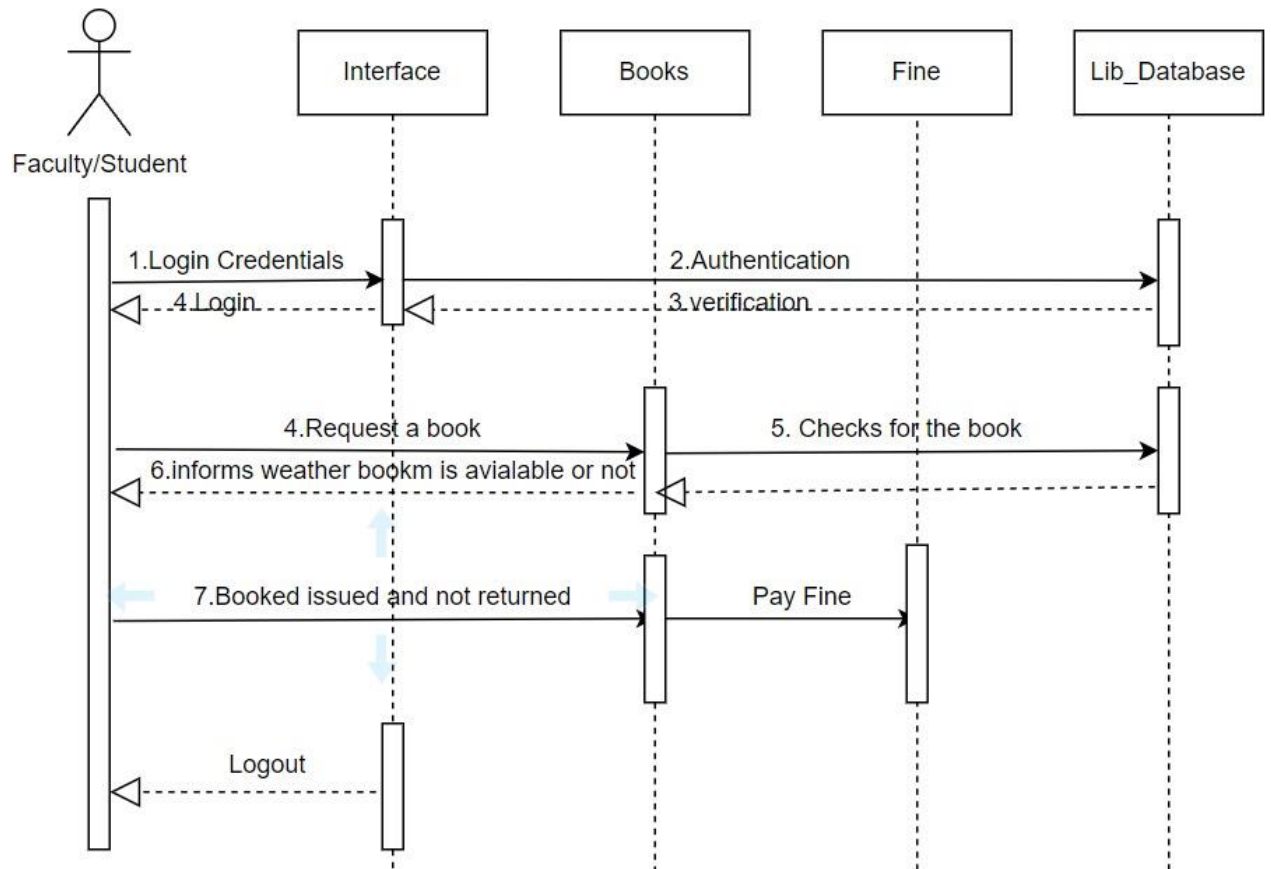 Interface
Books
Fine
Lib_Database
Faculty/Student
1.Login Credentials
2.Authentication
4.Login
3.verification
4.Request a book
5. Checks for the book
6.informs weather bookm is avialable or not
7.Booked issued and not returned
Pay Fine
Logout